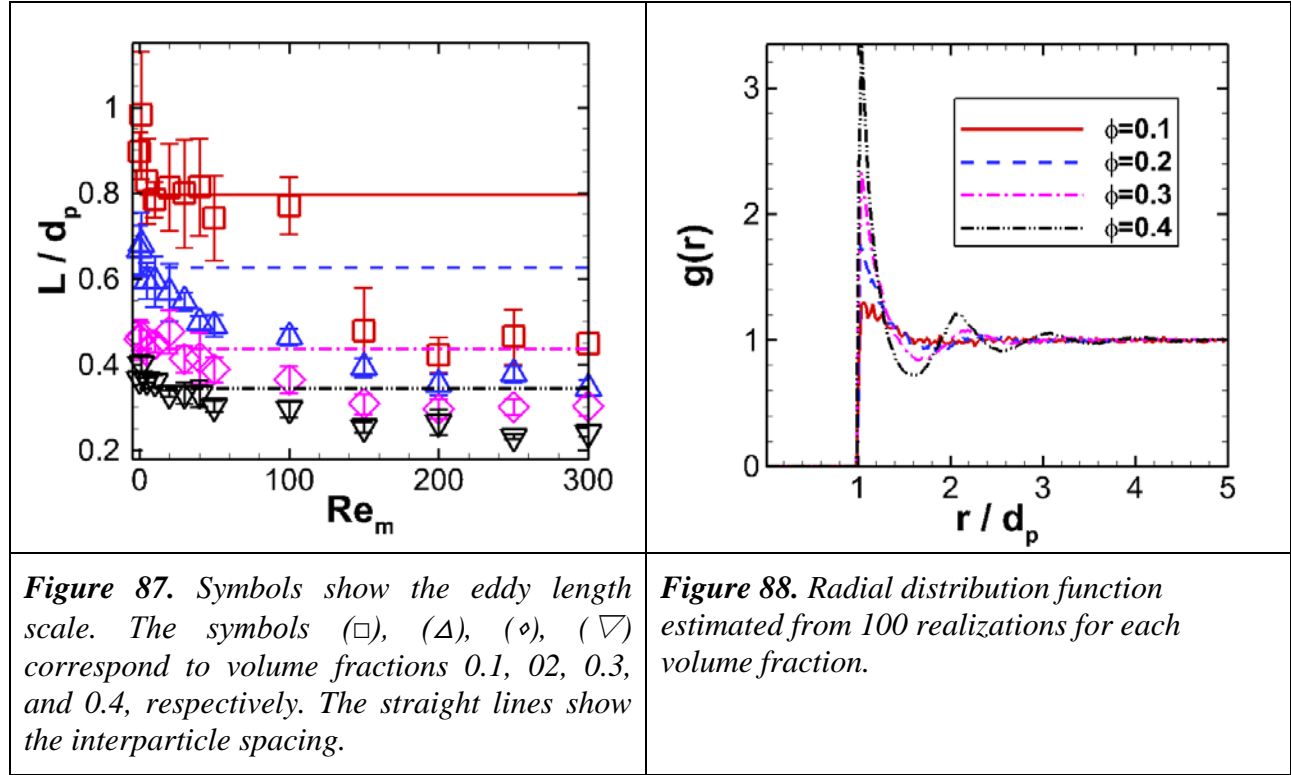 1
0.8
0.6
0.4
0.2
L / d_p
0
100
200
300
Re_m
3
2
1
0
g(r)
ϕ=0.1
ϕ=0.2
ϕ=0.3
ϕ=0.4
1
2
3
4
5
r / d_p
Figure 87. Symbols show the eddy length
scale. The symbols (□), (Δ), (⋄), (▽)
correspond to volume fractions 0.1, 02, 0.3,
and 0.4, respectively. The straight lines show
the interparticle spacing.
Figure 88. Radial distribution function
estimated from 100 realizations for each
volume fraction.